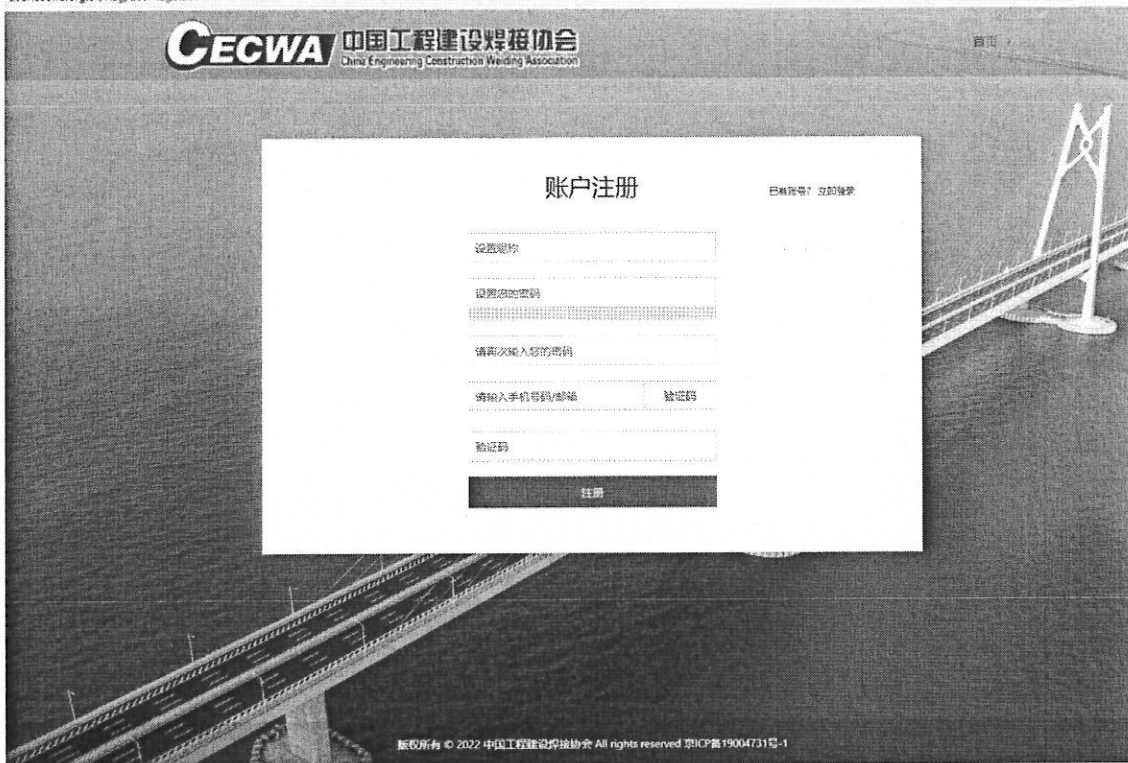 CECWA 中国工程建设焊接协会
China Engineering Construction Welding Association
首页
账户注册
已有账号? 立即登录
设置昵称
设置您的密码
请再次输入您的密码
请输入手机号码/邮箱 验证码
验证码
注册
版权所有 © 2022 中国工程建设焊接协会 All rights reserved 京ICP备19004731号-1